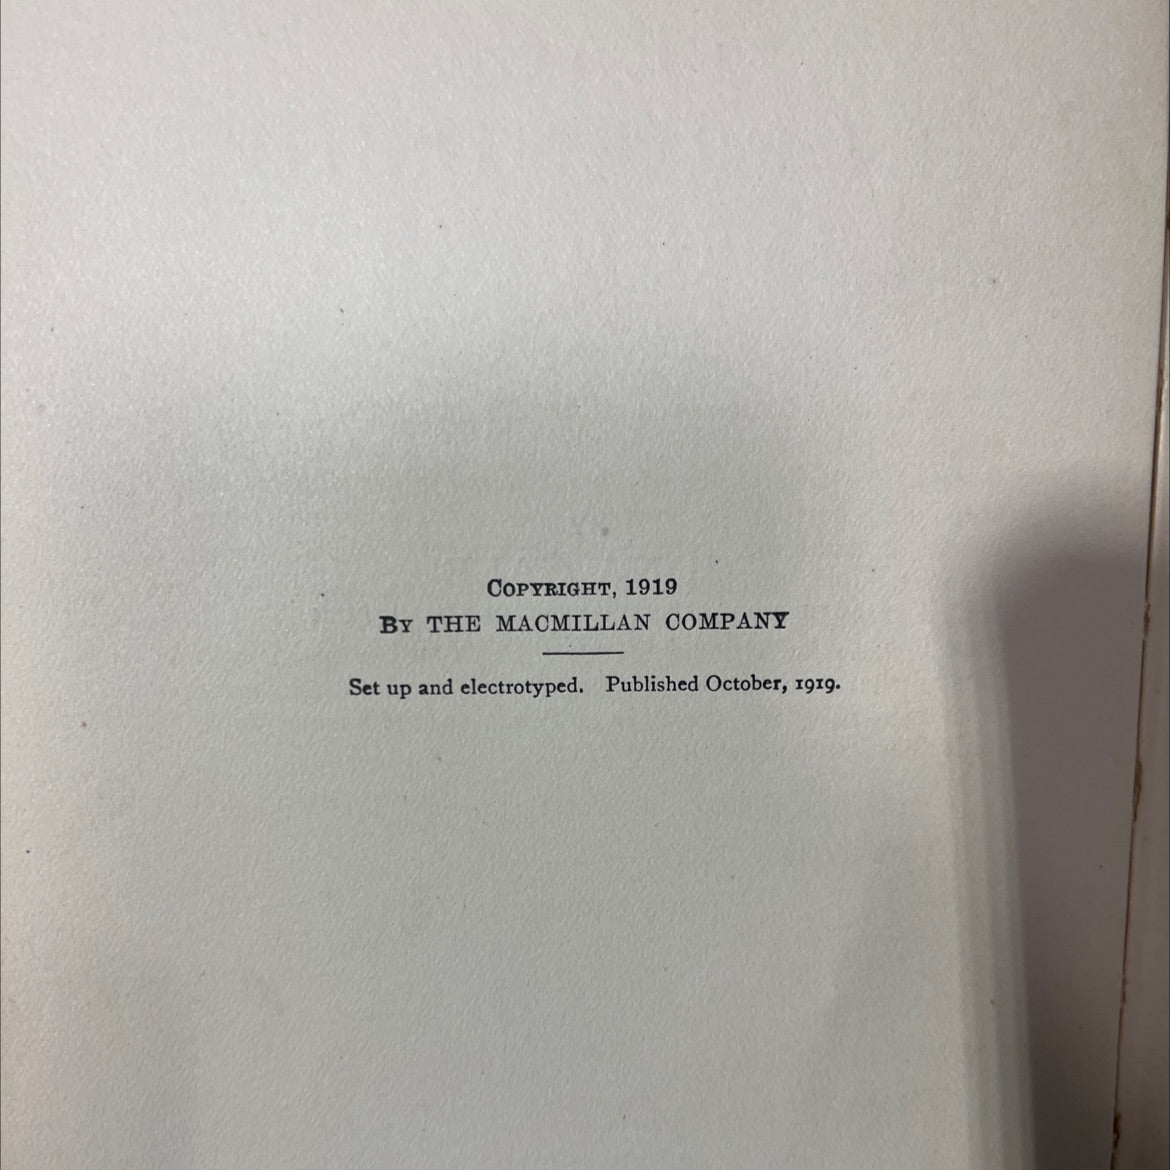 COPYRIGHT, 1919
BY THE MACMILLAN COMPANY
Set up and electrotyped. Published October, 1919.